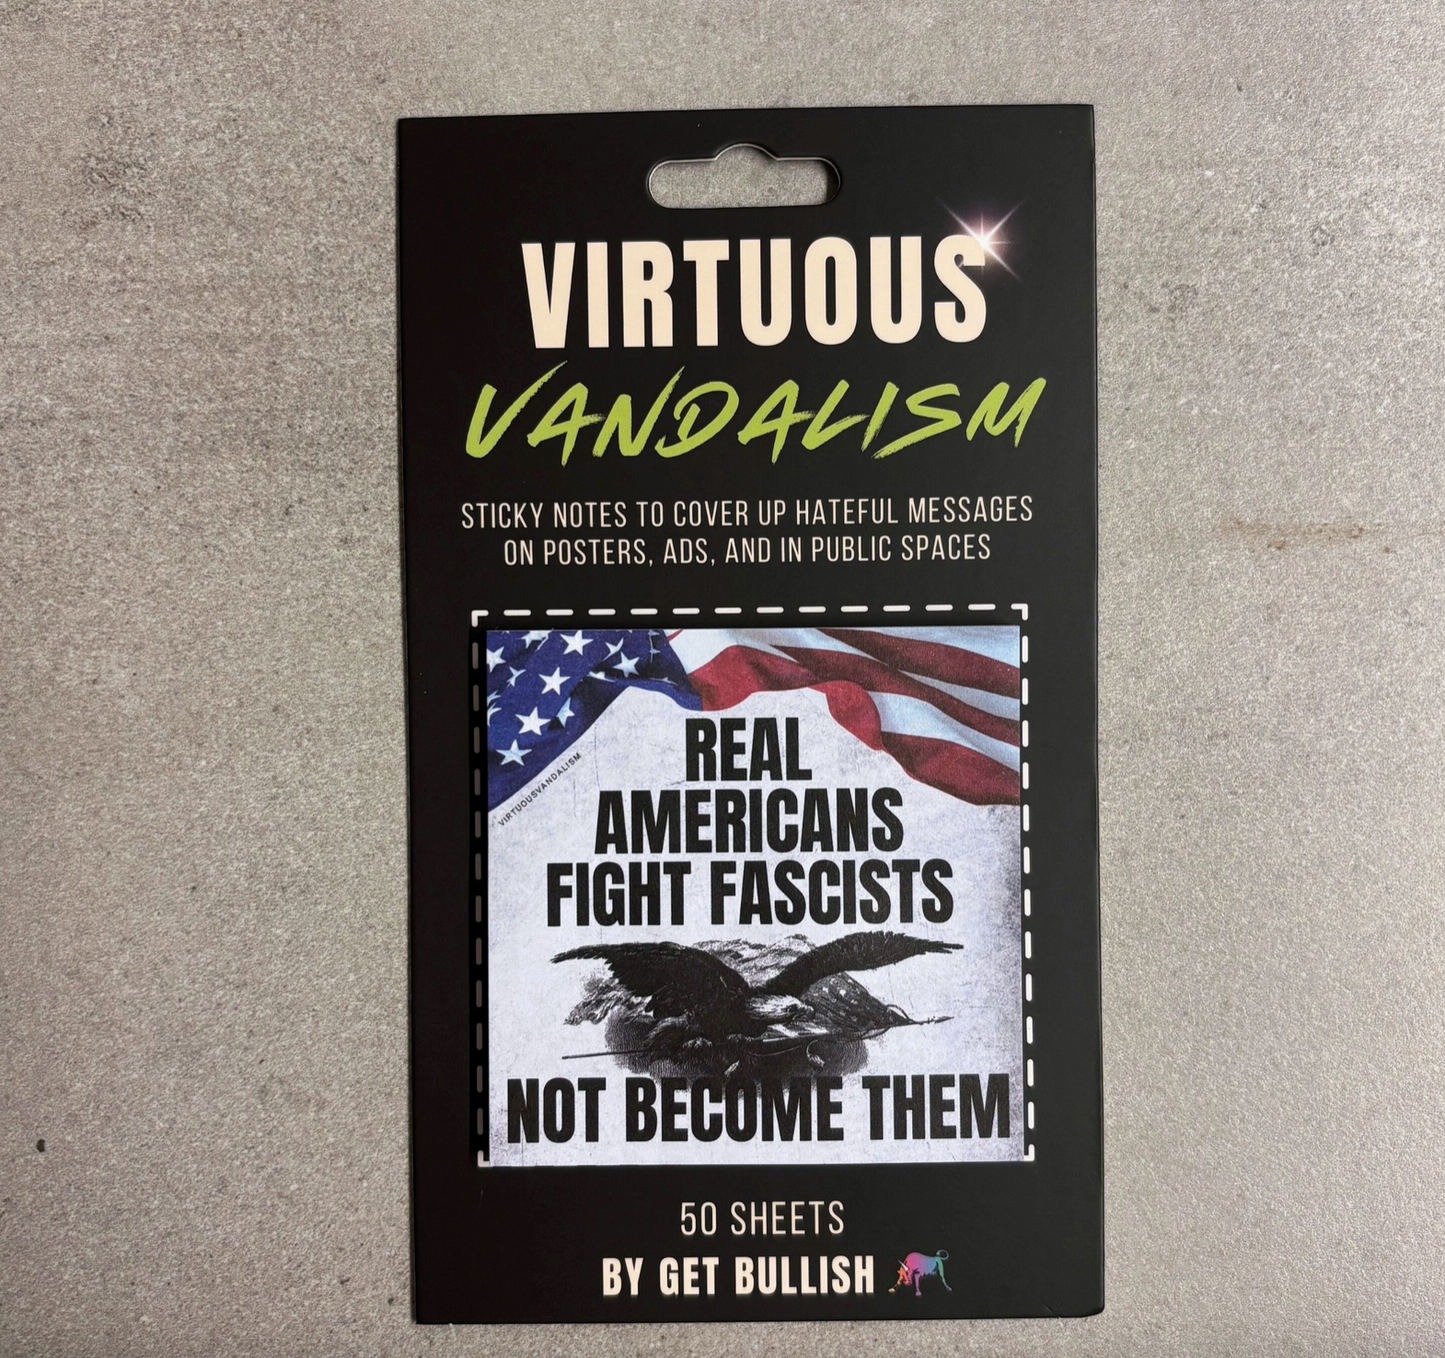 VIRTUOUS
VANDALISM
STICKY NOTES TO COVER UP HATEFUL MESSAGES
ON POSTERS, ADS, AND IN PUBLIC SPACES
REAL
AMERICANS
FIGHT FASCISTS
VIRTUOUSVANDALISM
NOT BECOME THEM
50 SHEETS
BY GET BULLISH